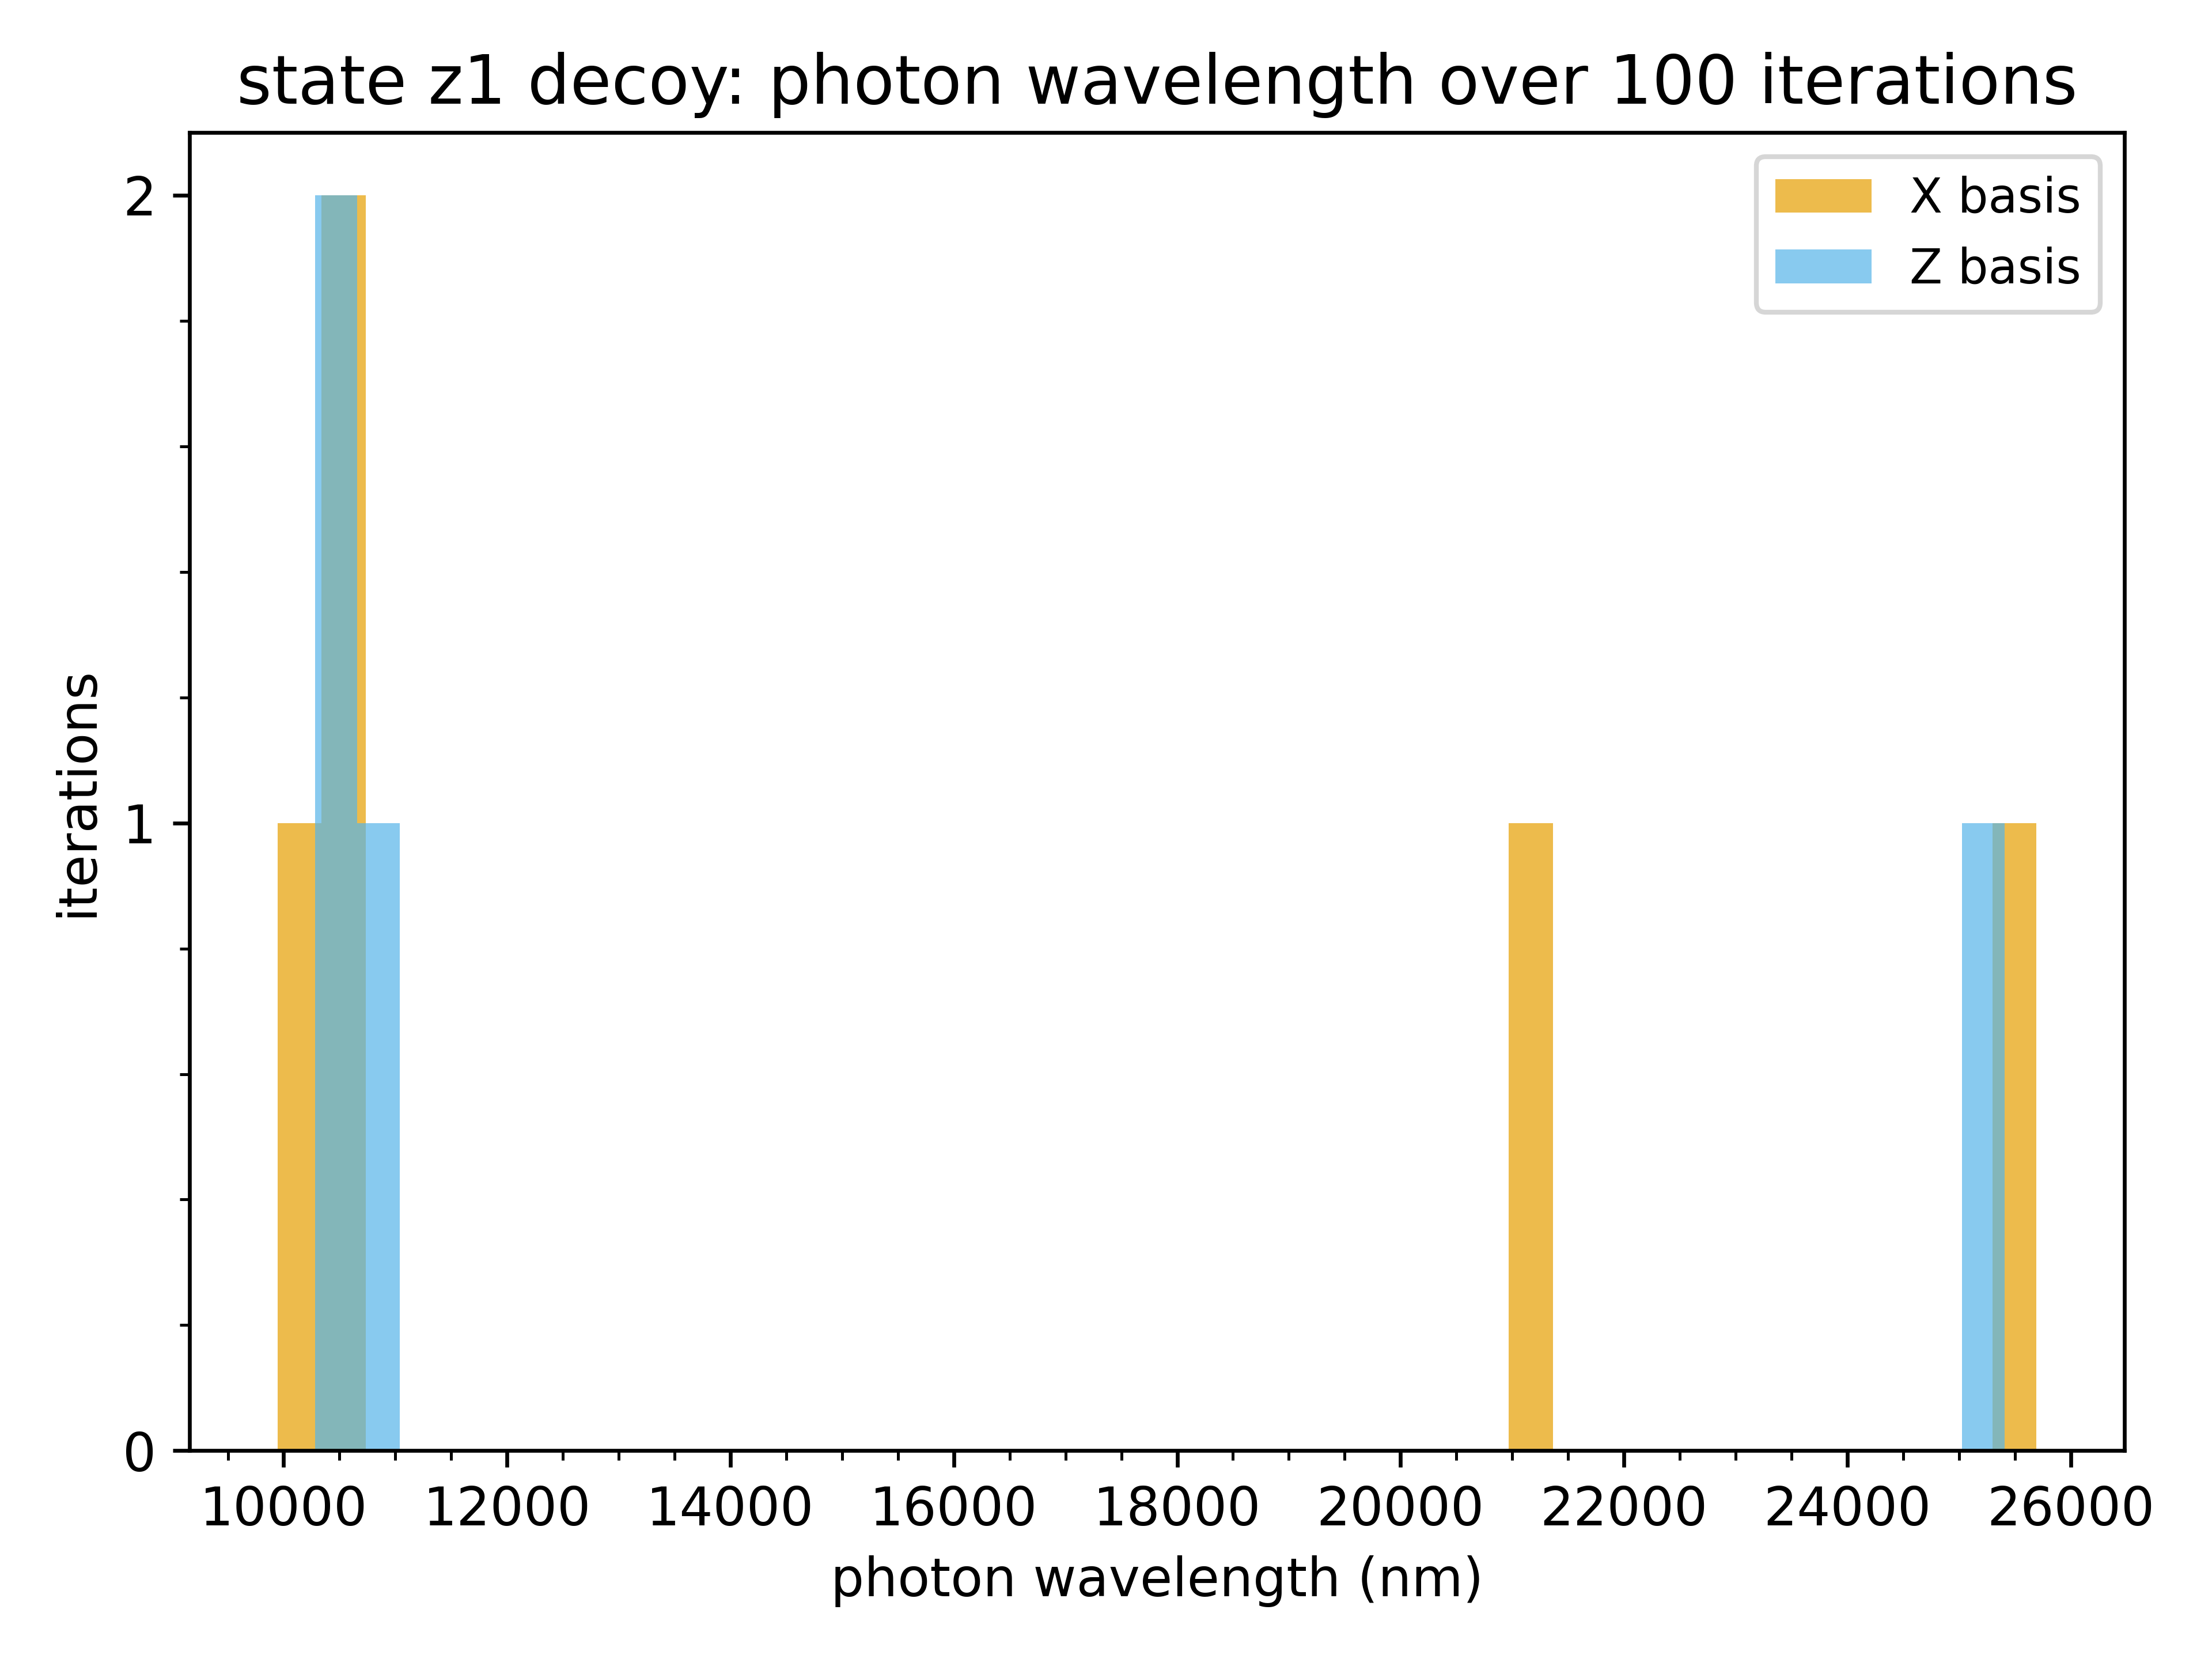 state z1 decoy: photon wavelength over 100 iterations
X basis
Z basis
2
1
0
iterations
10000 12000 14000 16000 18000 20000 22000 24000 26000
photon wavelength (nm)